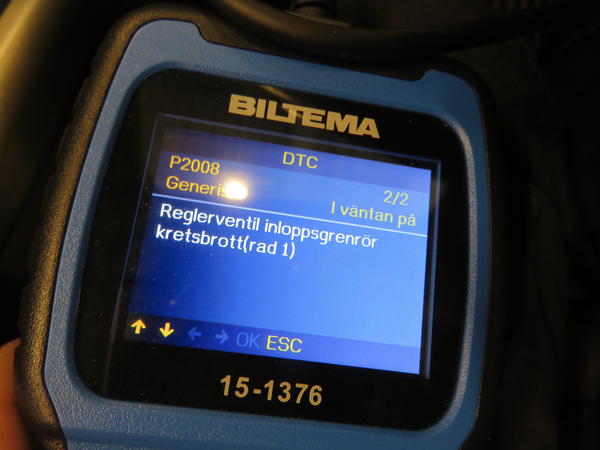 BILTEMA
DTC
P2008 2/2
Generis I väntan på
Reglerventil inloppsgrenrör
kretsbrott(rad 1)
OK ESC
15-1376